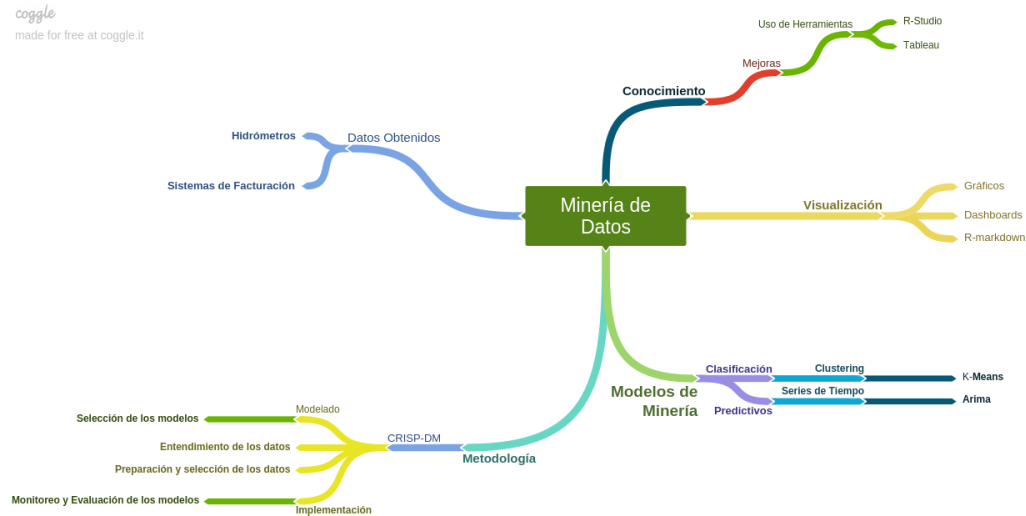 coggle
made for free at coggle.it
Minería de
Datos
Conocimiento
Mejoras
Uso de Herramientas
R-Studio
Tableau
Visualización
Gráficos
Dashboards
R-markdown
Modelos de
Minería
Clasificación
Clustering
K-Means
Predictivos
Series de Tiempo
Arima
Datos Obtenidos
Hidrómetros
Sistemas de Facturación
Metodología
CRISP-DM
Modelado
Selección de los modelos
Entendimiento de los datos
Preparación y selección de los datos
Implementación
Monitoreo y Evaluación de los modelos